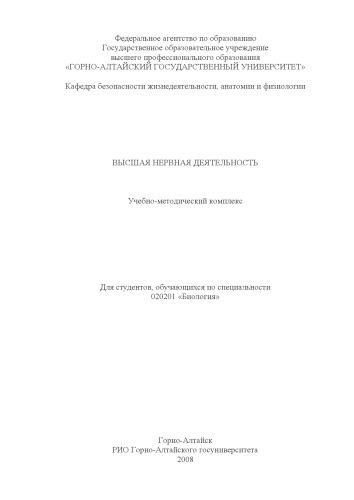 Федеральное агентство по образованию
Государственное образовательное учреждение
высшего профессионального образования
«ГОРНО-АЛТАЙСКИЙ ГОСУДАРСТВЕННЫЙ УНИВЕРСИТЕТ»
Кафедра безопасности жизнедеятельности, анатомии и физиологии
ВЫСШАЯ НЕРВНАЯ ДЕЯТЕЛЬНОСТЬ
Учебно-методический комплекс
Для студентов, обучающихся по специальности
020201 «Биология»
Горно-Алтайск
РИО Горно-Алтайского госуниверситета
2008